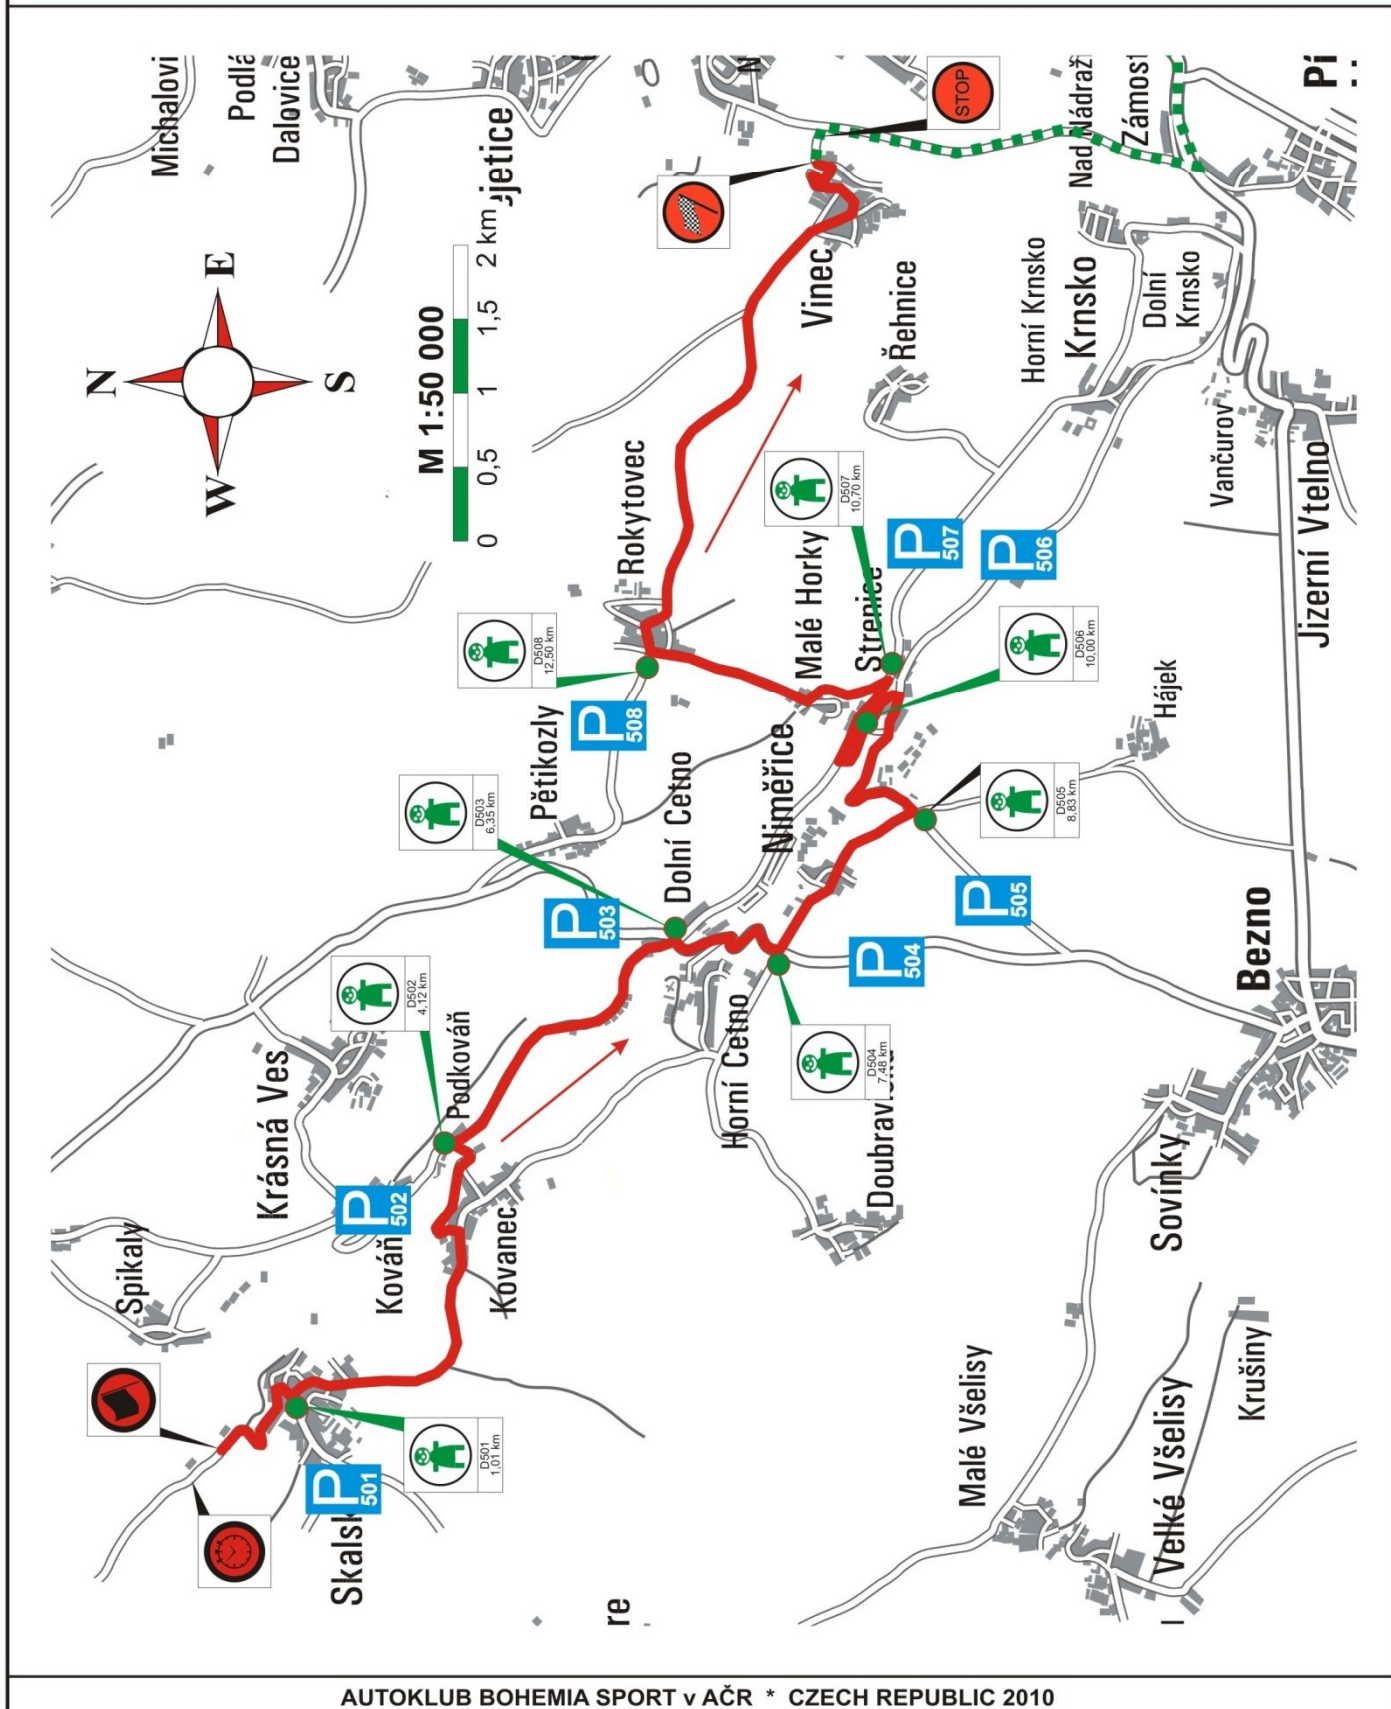 Michalovi
Podlá
Dalovice
jetice
N
E
S
W
M 1:50 000
0
0,5
1
1,5
2 km
N
STOP
Nad Nádraž
Zámost
Pí
Vinec
Řehnice
Horní Krnsko
Krnsko
Dolní
Krnsko
Vančurov
Jizerní Vtelno
Rokytovec
D507
10,70 km
P
507
P
506
Malé Horky
Strenice
D508
12,50 km
D506
10,00 km
P
508
Pětikozly
Hájek
Niměřice
Dolní Cetno
D503
6,35 km
D505
8,83 km
P
503
P
505
P
504
Bezno
D502
4,12 km
Podkováň
Krásná Ves
Horní Cetno
D504
7,48 km
Doubravi
P
502
Kováň
Kovanec
Sovínky
Spikaly
D501
1,01 km
P
501
Skalsk
Malé Všelisy
Velké Všelisy
Krušiny
re
AUTOKLUB BOHEMIA SPORT v AČR * CZECH REPUBLIC 2010